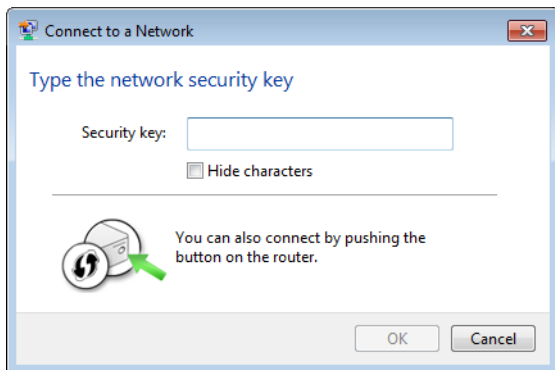 Connect to a Network
Type the network security key
Security key:
Hide characters
You can also connect by pushing the
button on the router.
OK Cancel